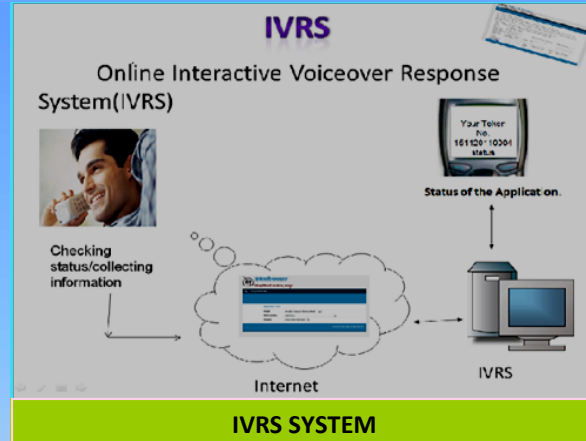 IVRS
Online Interactive Voiceover Response
System(IVRS)
Your Token
No.
status
Status of the Application.
Checking
status/collecting
information
Internet
IVRS
IVRS SYSTEM